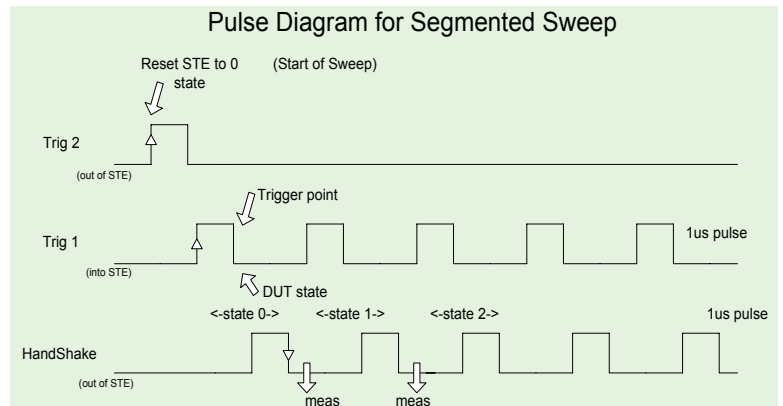 Pulse Diagram for Segmented Sweep
Reset STE to 0 (Start of Sweep)
state
Trig 2
(out of STE)
Trigger point
Trig 1
1us pulse
(into STE)
DUT state
<-state 0-> <-state 1-> <-state 2-> 1us pulse
HandShake
(out of STE)
meas meas